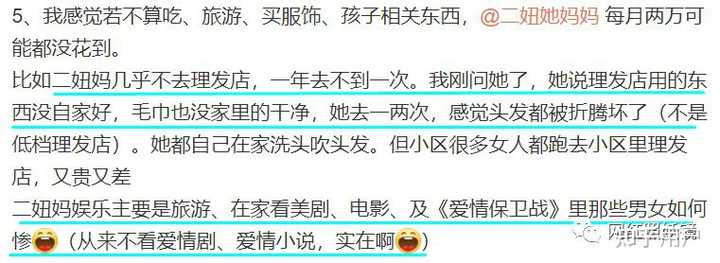 5、我感觉若不算吃、旅游、买服饰、孩子相关东西，@二妞她妈妈 每月两万可
能都没花到。
比如二妞妈几乎不去理发店，一年去不到一次。我刚问她了，她说理发店用的东
西没自家好，毛巾也没家里的干净，她去一两次，感觉头发都被折腾坏了（不是
低档理发店）。她都自己在家洗头吹头发。但小区很多女人都跑去小区里理发
店，又贵又差
二妞妈娱乐主要是旅游、在家看美剧、电影、及《爱情保卫战》里那些男女如何
惨😄（从来不看爱情剧、爱情小说，实在啊😄）